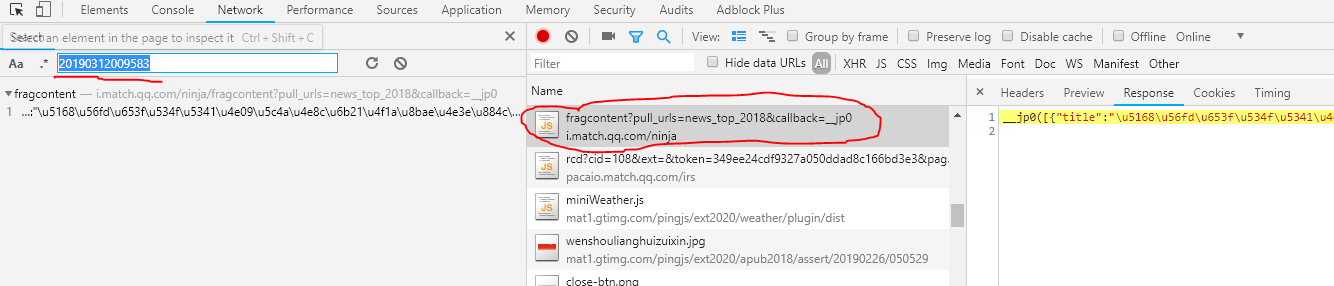 Elements Console Network Performance Sources Application Memory Security Audits Adblock Plus
Search an element in the page to inspect it Ctrl + Shift + C
Search
Group by frame Preserve log Disable cache Offline Online
Aa .* 20190312009583
Filter Hide data URLs All XHR JS CSS Img Media Font Doc WS Manifest Other
fragcontent — i.match.qq.com/ninja/fragcontent?pull_urls=news_top_2018&callback=__jp0
1 ...:"\u5168\u56fd\u653f\u534f\u5341\u4e09\u5c4a\u4e8c\u6b21\u4f1a\u8bae\u4e3e\u884c\...
Name
Headers Preview Response Cookies Timing
fragcontent?pull_urls=news_top_2018&callback=__jp0
i.match.qq.com/ninja
1 __jp0([{"title":"\u5168\u56fd\u653f\u534f\u5341\u4e
2
rcd?cid=108&ext=&token=349ee24cdf9327a050ddad8c166bd3e3&pag
pacaio.match.qq.com/irs
miniWeather.js
mat1.gtimg.com/pingjs/ext2020/weather/plugin/dist
wenshoulianghuizuixin.jpg
mat1.gtimg.com/pingjs/ext2020/apub2018/assert/20190226/050529
close-btn.png